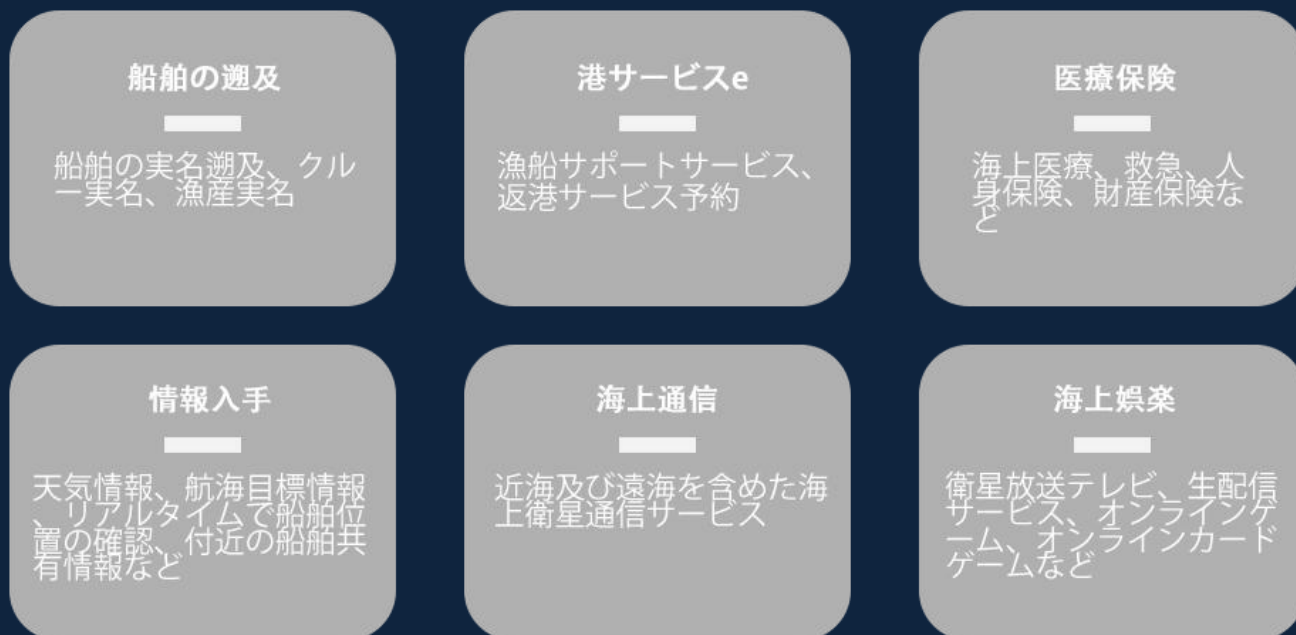 船舶の遡及
船舶の実名遡及、クル
ー実名、漁産実名
港サービスe
漁船サポートサービス、
返港サービス予約
医療保険
海上医療、救急、人
身保険、財産保険な
ど
情報入手
天気情報、航海目標情報
、リアルタイムで船舶位
置の確認、付近の船舶共
有情報など
海上通信
近海及び遠海を含めた海
上衛星通信サービス
海上娯楽
衛星放送テレビ、生配信
サービス、オンラインゲ
ーム、オンラインカード
ゲームなど